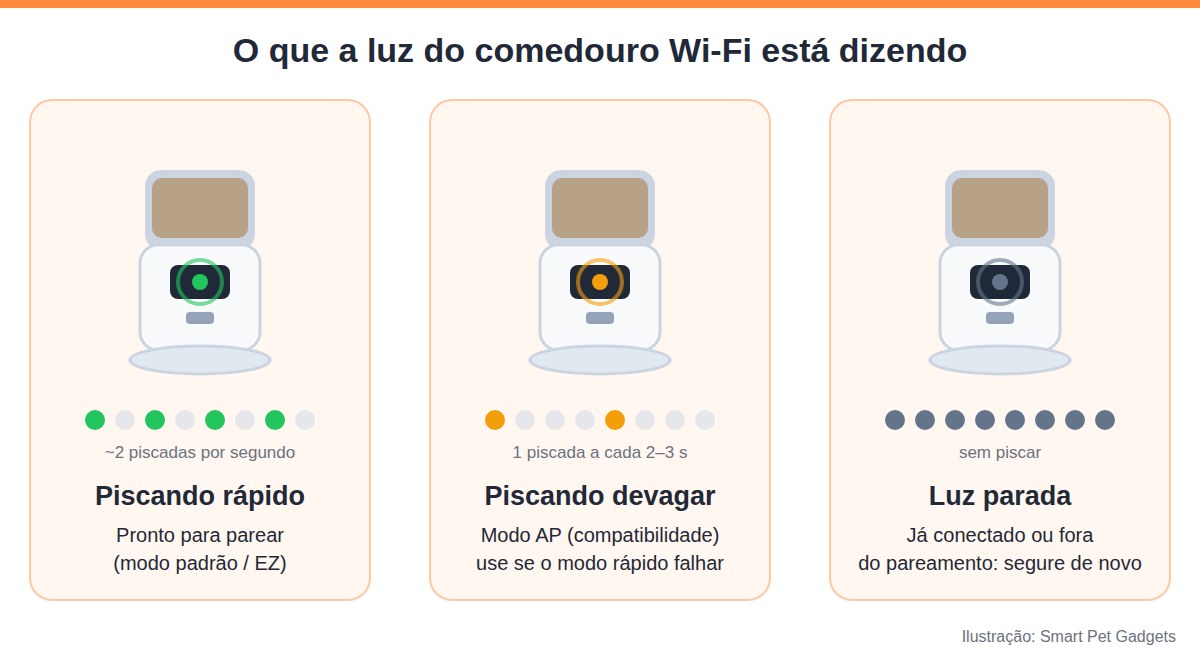 O que a luz do comedouro Wi-Fi está dizendo
~2 piscadas por segundo
Piscando rápido
Pronto para parear
(modo padrão / EZ)
1 piscada a cada 2–3 s
Piscando devagar
Modo AP (compatibilidade)
use se o modo rápido falhar
sem piscar
Luz parada
Já conectado ou fora
do pareamento: segure de novo
Ilustração: Smart Pet Gadgets